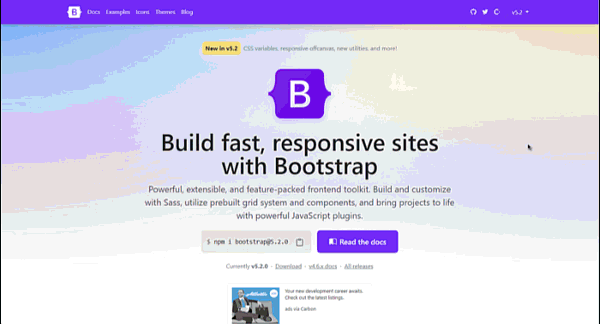 B Docs Examples Icons Themes Blog v5.2
New in v5.2 CSS variables, responsive offcanvas, new utilities, and more!
B
Build fast, responsive sites
with Bootstrap
Powerful, extensible, and feature-packed frontend toolkit. Build and customize
with Sass, utilize prebuilt grid system and components, and bring projects to life
with powerful JavaScript plugins.
$ npm i bootstrap@5.2.0 Read the docs
Currently v5.2.0 · Download · v4.6.x docs · All releases
Your new development career awaits.
Check out the latest listings.
ads via Carbon